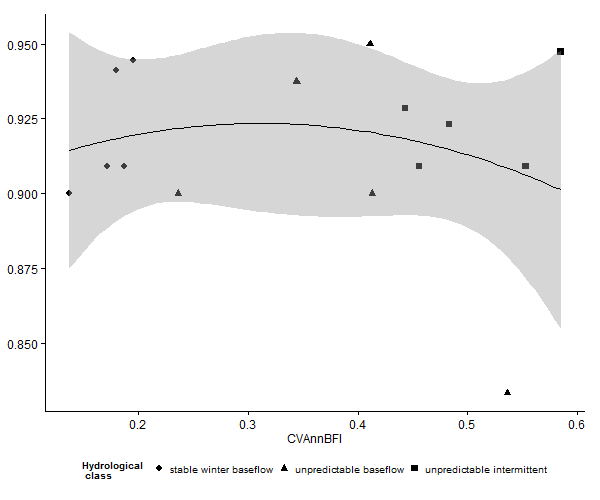 0.950
0.925
0.900
0.875
0.850
0.2 0.3 0.4 0.5 0.6
CVAnnBFI
Hydrological
class
stable winter baseflow unpredictable baseflow unpredictable intermittent